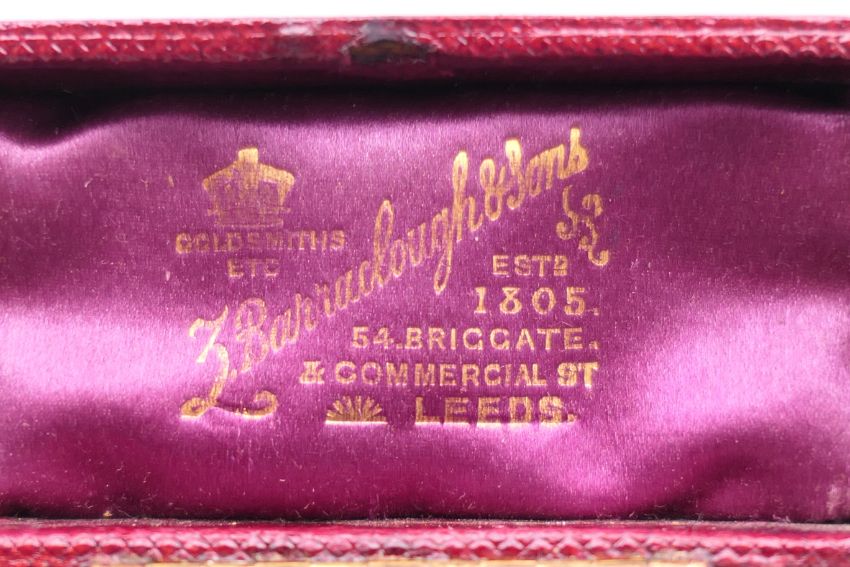 GOLDSMITHS
ETC
Z. Barraclough & Sons
ESTD
1805.
54. BRIGGATE.
& COMMERCIAL ST
LEEDS.